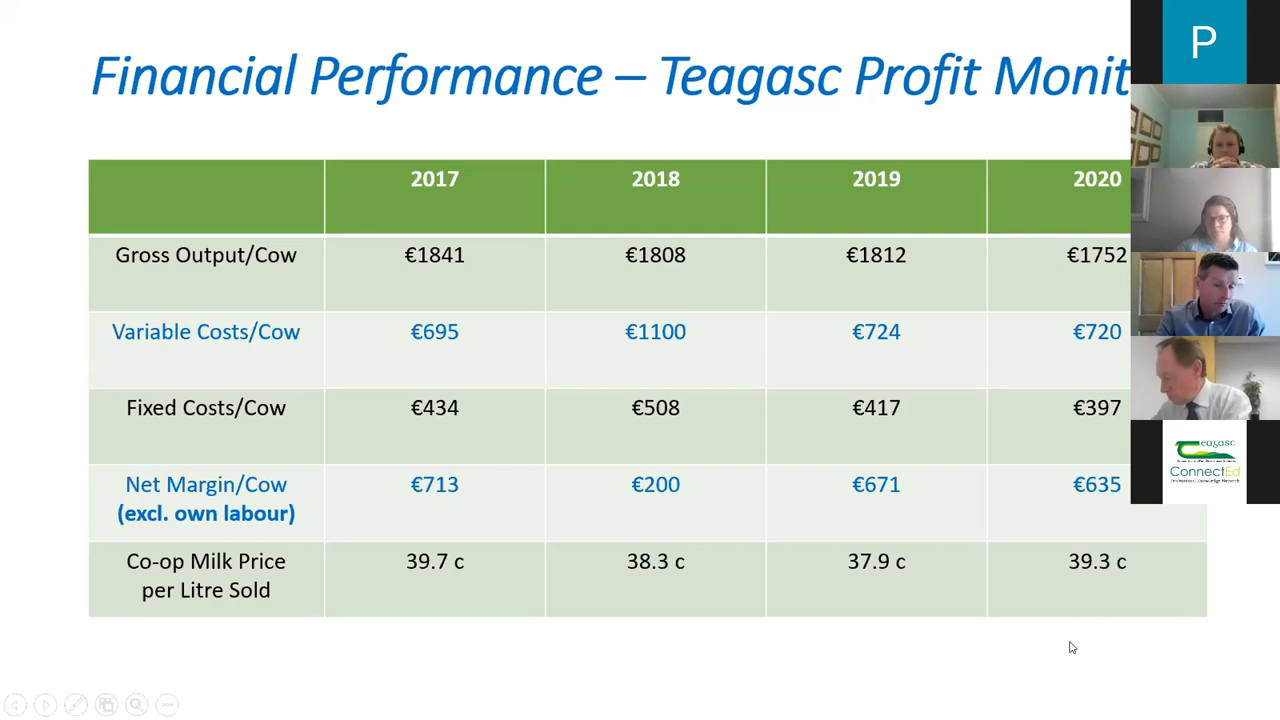 Financial Performance – Teagasc Profit Monit
P
2017 2018 2019 2020
Gross Output/Cow €1841 €1808 €1812 €1752
Variable Costs/Cow €695 €1100 €724 €720
Fixed Costs/Cow €434 €508 €417 €397
Net Margin/Cow €713 €200 €671 €635
(excl. own labour)
Co-op Milk Price 39.7 c 38.3 c 37.9 c 39.3 c
per Litre Sold
teagasc
ConnectEd